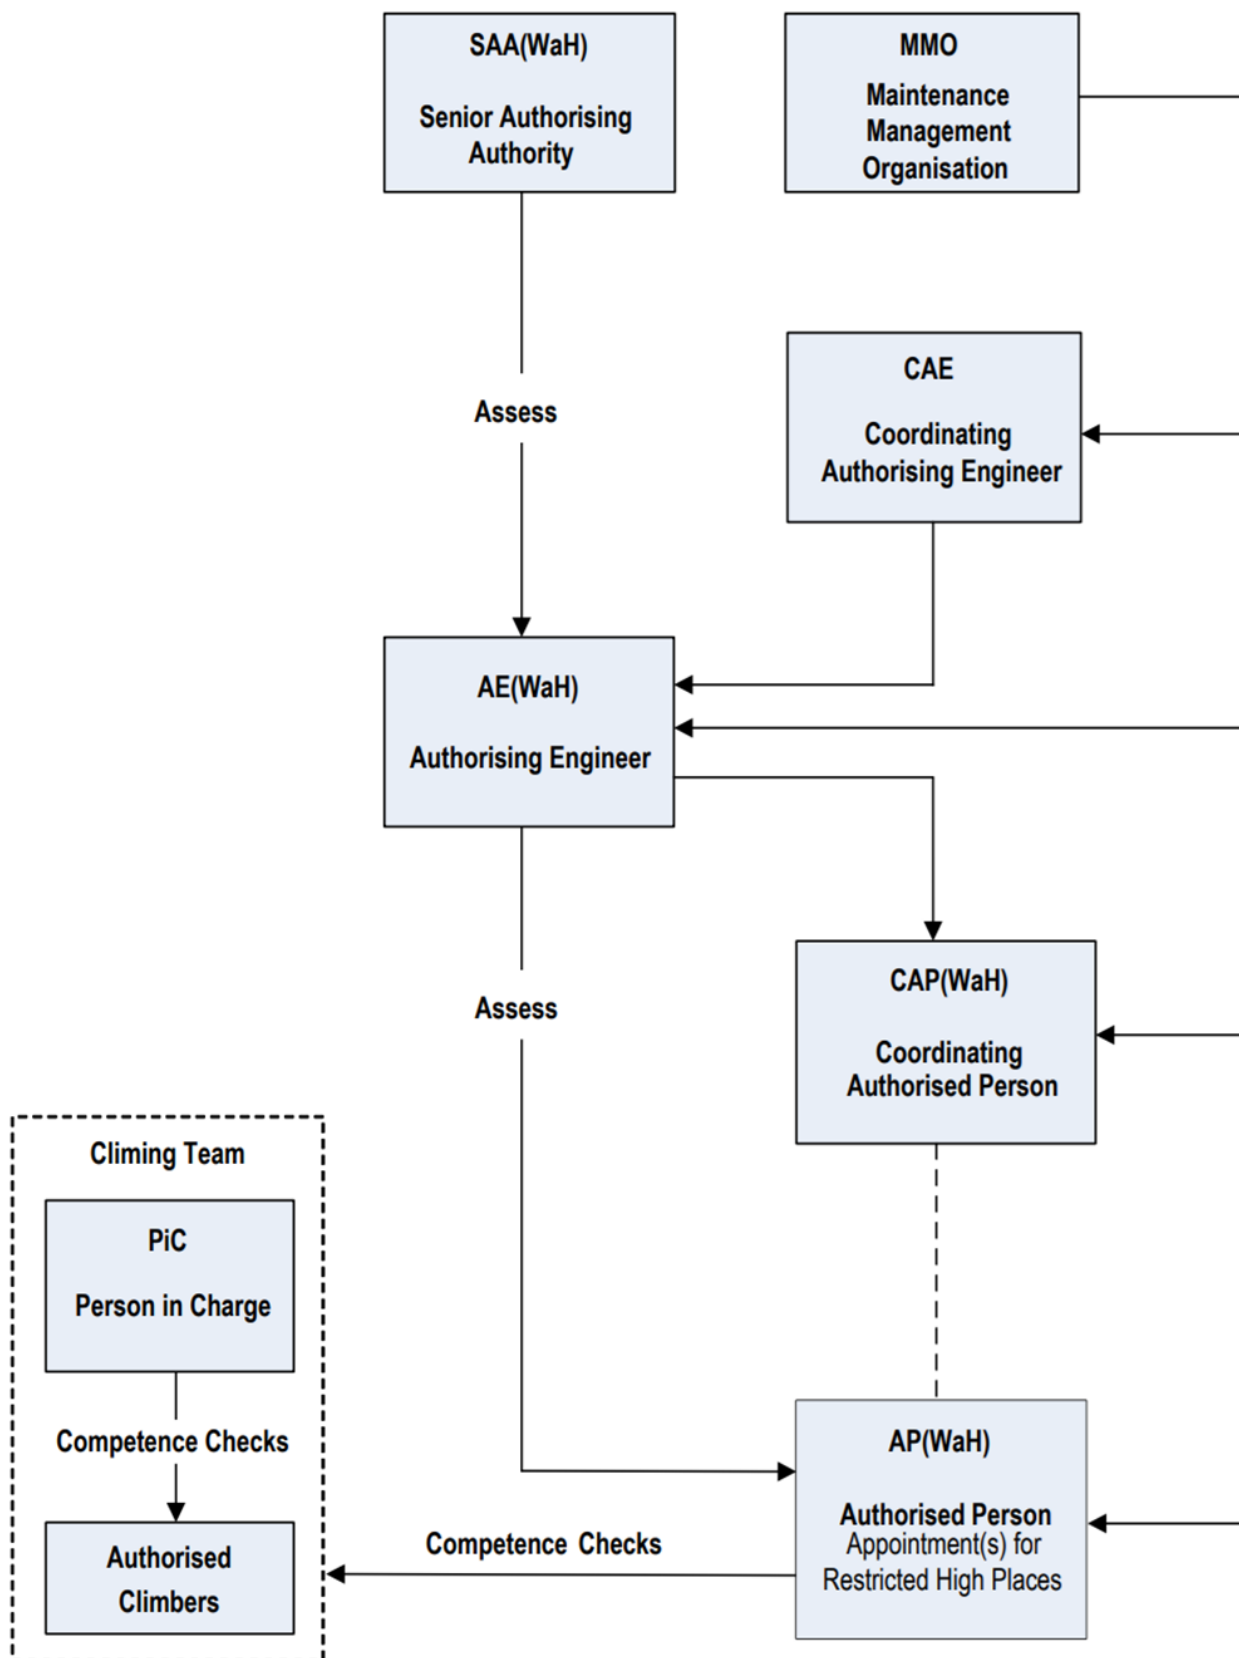 SAA(WaH)
Senior Authorising
Authority
MMO
Maintenance
Management
Organisation
Assess
CAE
Coordinating
Authorising Engineer
AE(WaH)
Authorising Engineer
Assess
CAP(WaH)
Coordinating
Authorised Person
Climing Team
PiC
Person in Charge
Competence Checks
Authorised
Climbers
Competence Checks
AP(WaH)
Authorised Person
Appointment(s) for
Restricted High Places